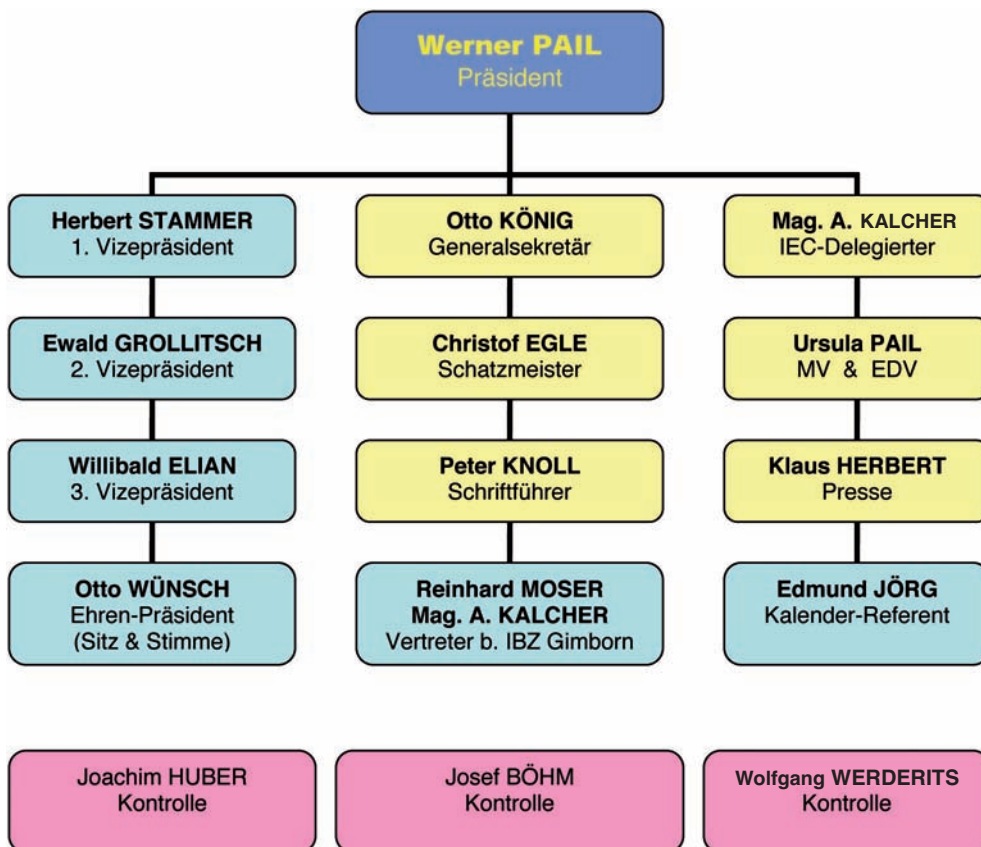 Werner PAIL
Präsident
Herbert STAMMER
1. Vizepräsident
Otto KÖNIG
Generalsekretär
Mag. A. KALCHER
IEC-Delegierter
Ewald GROLLITSCH
2. Vizepräsident
Christof EGLE
Schatzmeister
Ursula PAIL
MV & EDV
Willibald ELIAN
3. Vizepräsident
Peter KNOLL
Schriftführer
Klaus HERBERT
Presse
Otto WÜNSCH
Ehren-Präsident
(Sitz & Stimme)
Reinhard MOSER
Mag. A. KALCHER
Vertreter b. IBZ Gimborn
Edmund JÖRG
Kalender-Referent
Joachim HUBER
Kontrolle
Josef BÖHM
Kontrolle
Wolfgang WERDERITS
Kontrolle